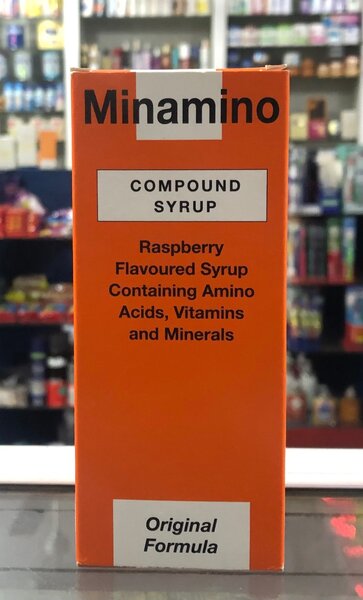 Minamino
COMPOUND
SYRUP
Raspberry
Flavoured Syrup
Containing Amino
Acids, Vitamins
and Minerals
Original
Formula